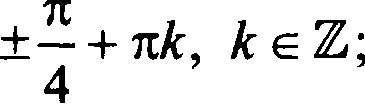 ±π/4 + πk, k ∈ ℤ;